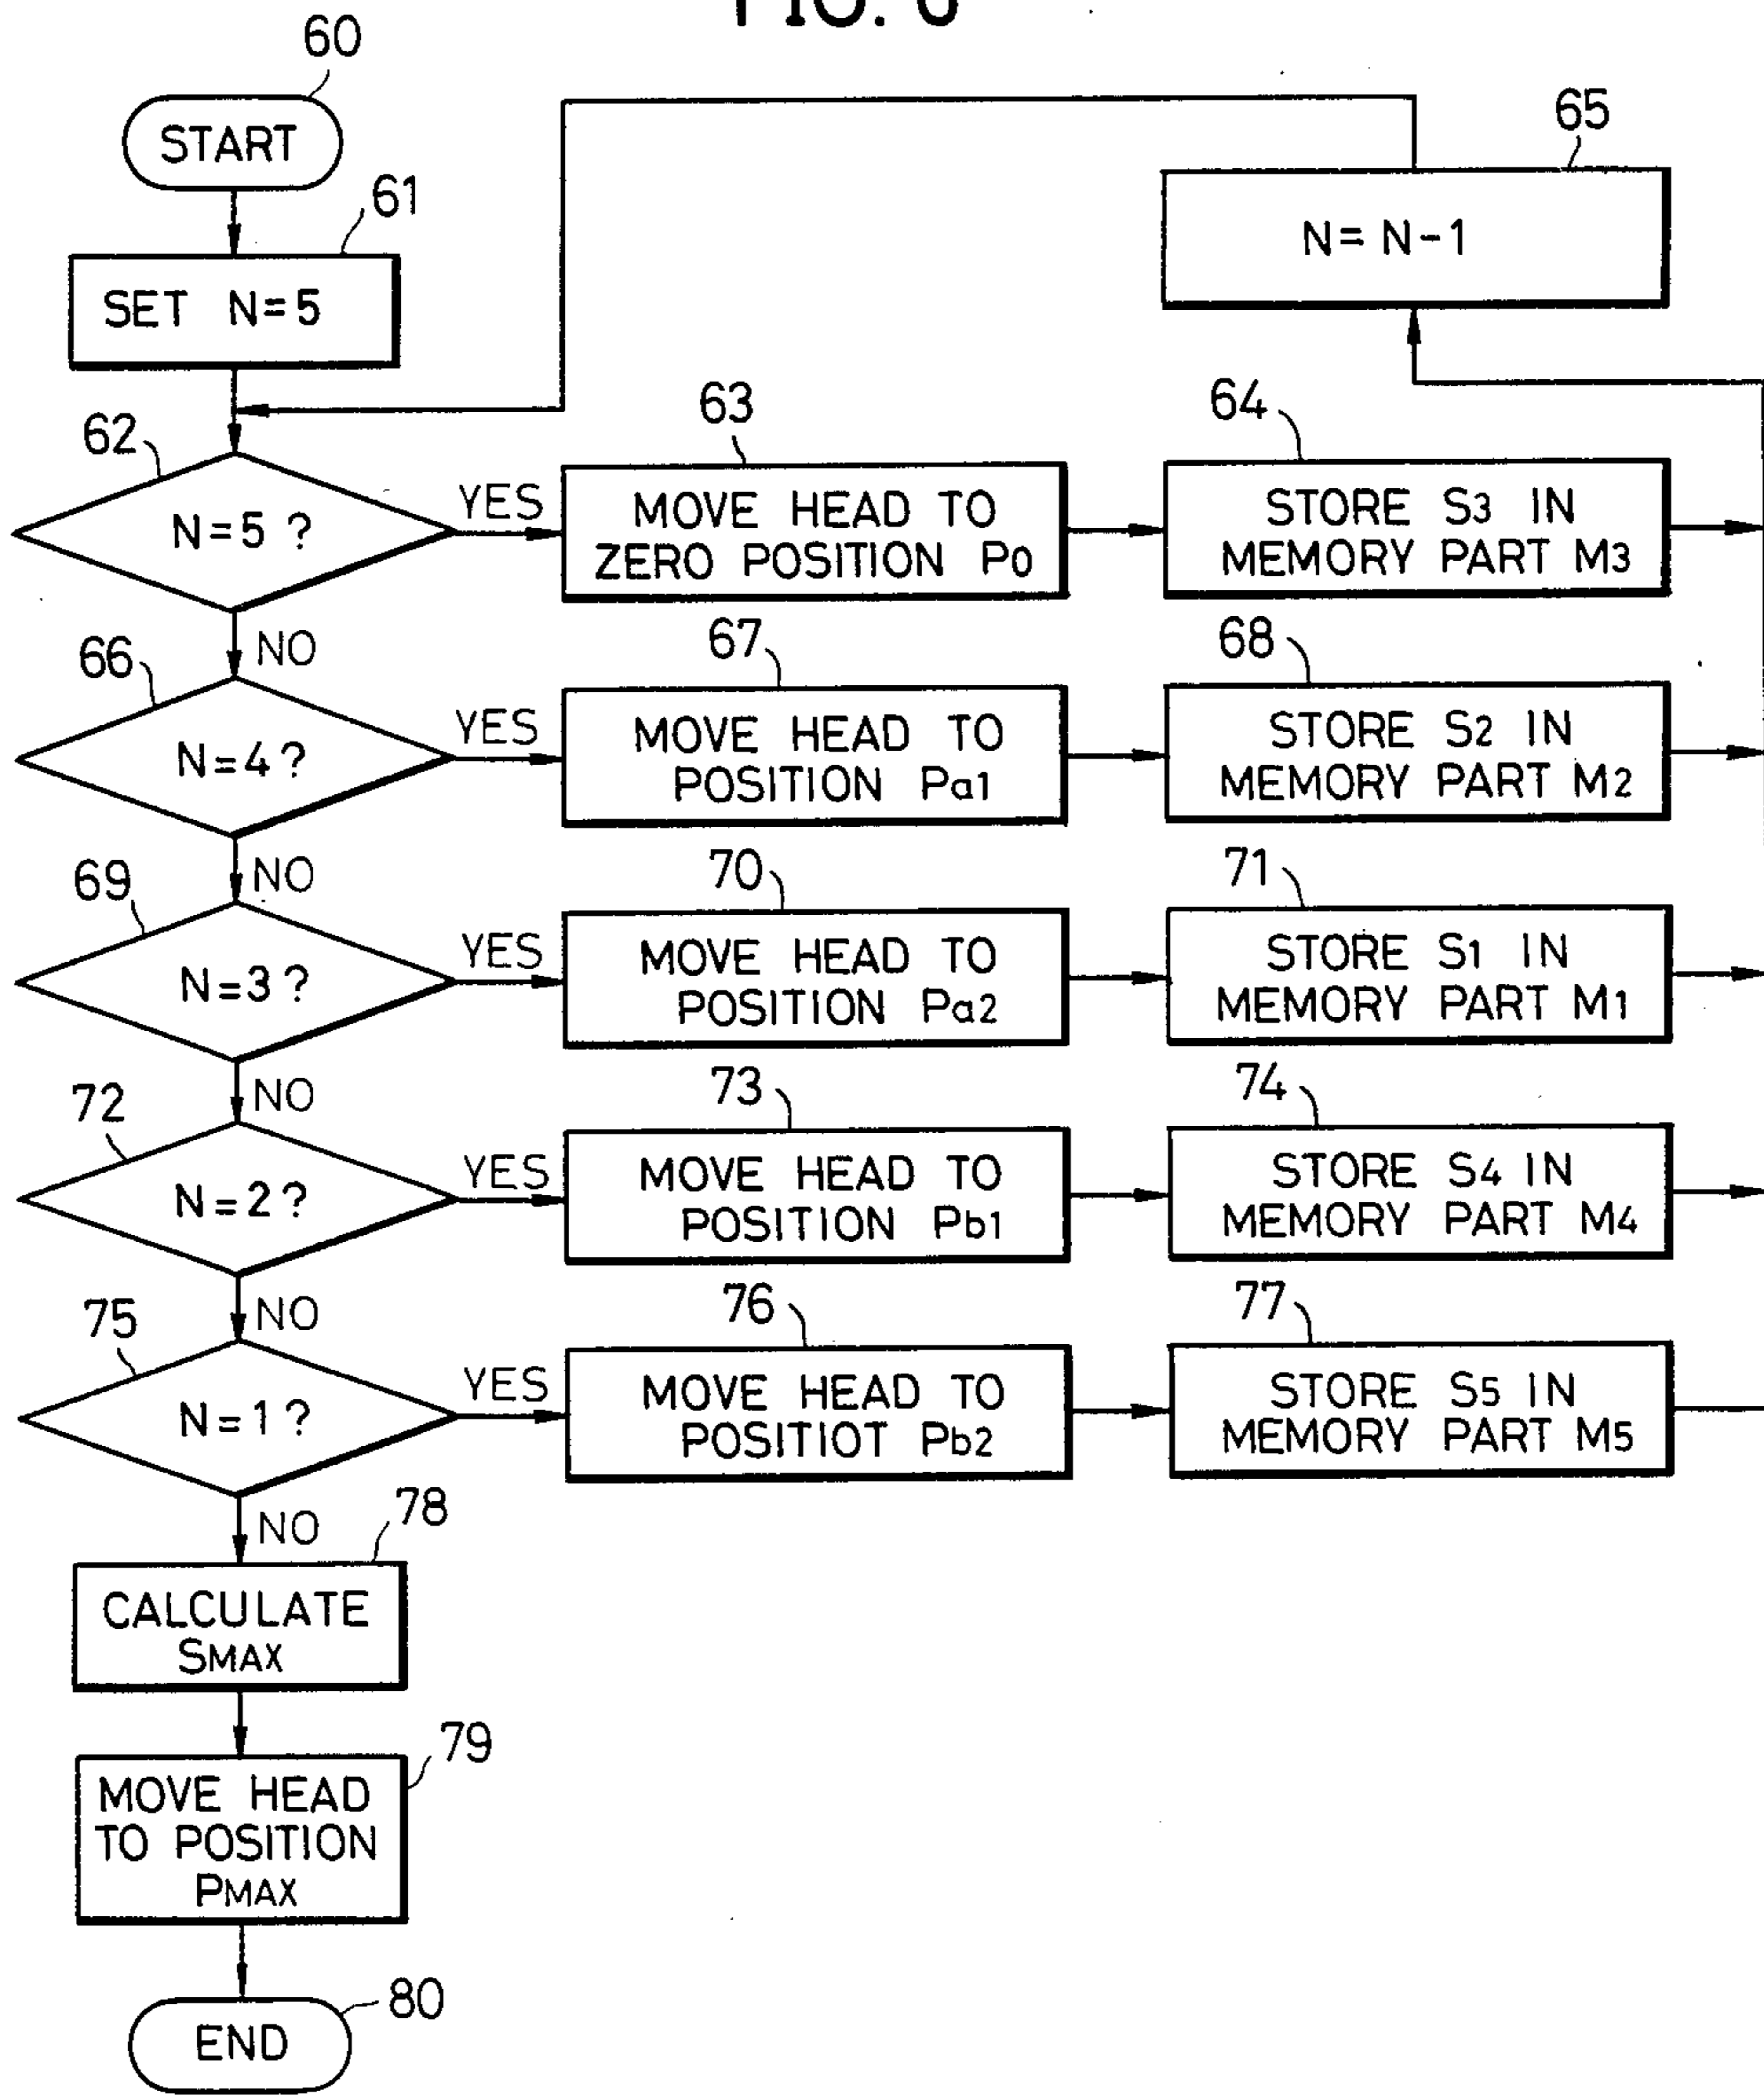 60
START
65
61
N= N-1
SET N=5
62
63
64
N=5 ?
YES
MOVE HEAD TO
ZERO POSITION P0
STORE S3 IN
MEMORY PART M3
NO
66
67
68
N=4 ?
YES
MOVE HEAD TO
POSITION Pa1
STORE S2 IN
MEMORY PART M2
NO
69
70
71
N=3 ?
YES
MOVE HEAD TO
POSITION Pa2
STORE S1 IN
MEMORY PART M1
NO
72
73
74
N=2 ?
YES
MOVE HEAD TO
POSITION Pb1
STORE S4 IN
MEMORY PART M4
NO
75
76
77
N=1 ?
YES
MOVE HEAD TO
POSITIOT Pb2
STORE S5 IN
MEMORY PART M5
NO
78
CALCULATE
SMAX
79
MOVE HEAD
TO POSITION
PMAX
80
END